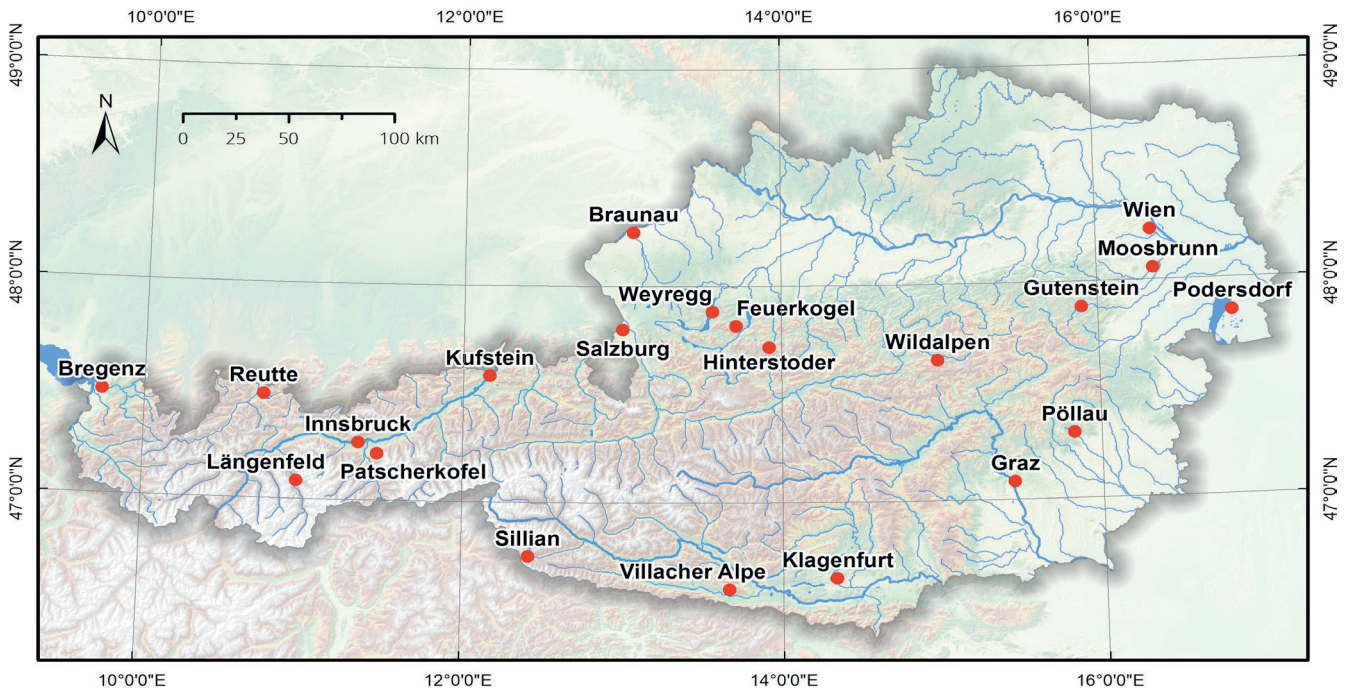 10°0'0"E 12°0'0"E 14°0'0"E 16°0'0"E
49°0'0"N 49°0'0"N
N
0 25 50 100 km
Braunau
Wien
Moosbrunn
48°0'0"N 48°0'0"N
Weyregg
Feuerkogel
Gutenstein
Podersdorf
Salzburg
Hinterstoder
Wildalpen
Bregenz
Reutte
Kufstein
Innsbruck
Pöllau
Längenfeld
Patscherkofel
Graz
47°0'0"N 47°0'0"N
Sillian
Villacher Alpe
Klagenfurt
10°0'0"E 12°0'0"E 14°0'0"E 16°0'0"E